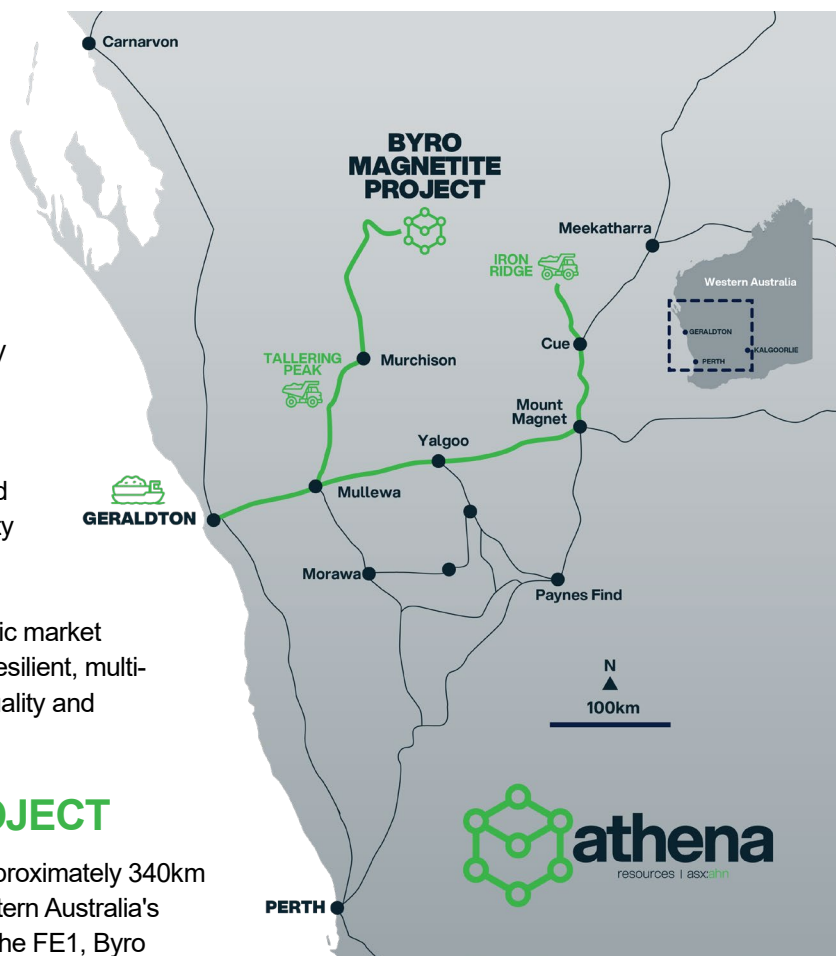 Carnarvon
BYRO
MAGNETITE
PROJECT
Meekatharra
IRON
RIDGE
Western Australia
GERALDTON
KALGOORLIE
PERTH
Cue
TALLERING
PEAK
Murchison
Mount
Magnet
Yalgoo
Mullewa
GERALDTON
Morawa
Paynes Find
N
100km
ic market
esilient, multi-
ality and
OJECT
proximately 340km
tern Australia's
he FE1, Byro
PERTH
athena
resources | asx:ahn